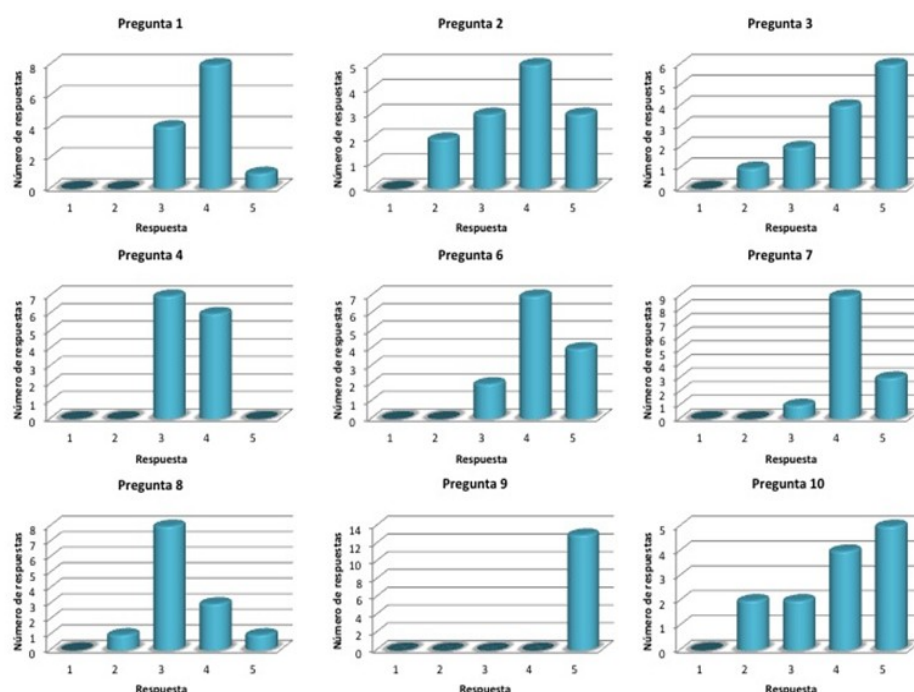 Pregunta 1
Número de respuestas
8
6
4
2
0
1 2 3 4 5
Respuesta
Pregunta 2
Número de respuestas
5
4
3
2
1
0
1 2 3 4 5
Respuesta
Pregunta 3
Número de respuestas
6
5
4
3
2
1
0
1 2 3 4 5
Respuesta
Pregunta 4
Número de respuestas
7
6
5
4
3
2
1
0
1 2 3 4 5
Respuesta
Pregunta 6
Número de respuestas
7
6
5
4
3
2
1
0
1 2 3 4 5
Respuesta
Pregunta 7
Número de respuestas
9
8
7
6
5
4
3
2
1
0
1 2 3 4 5
Respuesta
Pregunta 8
Número de respuestas
8
7
6
5
4
3
2
1
0
1 2 3 4 5
Respuesta
Pregunta 9
Número de respuestas
14
12
10
8
6
4
2
0
1 2 3 4 5
Respuesta
Pregunta 10
Número de respuestas
5
4
3
2
1
0
1 2 3 4 5
Respuesta